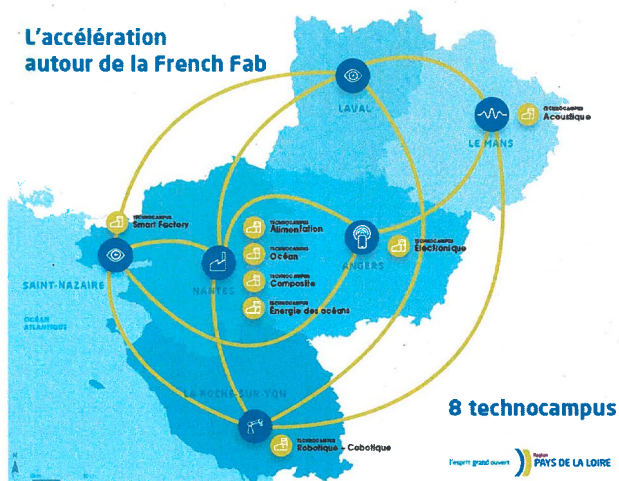 L'accélération
autour de la French Fab
LAVAL
TECHNOCAMPUS
Acoustique
LE MANS
TECHNOCAMPUS
Smart Factory
TECHNOCAMPUS
Alimentation
TECHNOCAMPUS
Océan
TECHNOCAMPUS
Électronique
ANGERS
SAINT-NAZAIRE
NANTES
TECHNOCAMPUS
Composite
TECHNOCAMPUS
Énergie des océans
OCÉAN
ATLANTIQUE
LA ROCHE-SUR-YON
8 technocampus
TECHNOCAMPUS
Robotique - Cobotique
l'esprit grand ouvert
Région
PAYS DE LA LOIRE
N